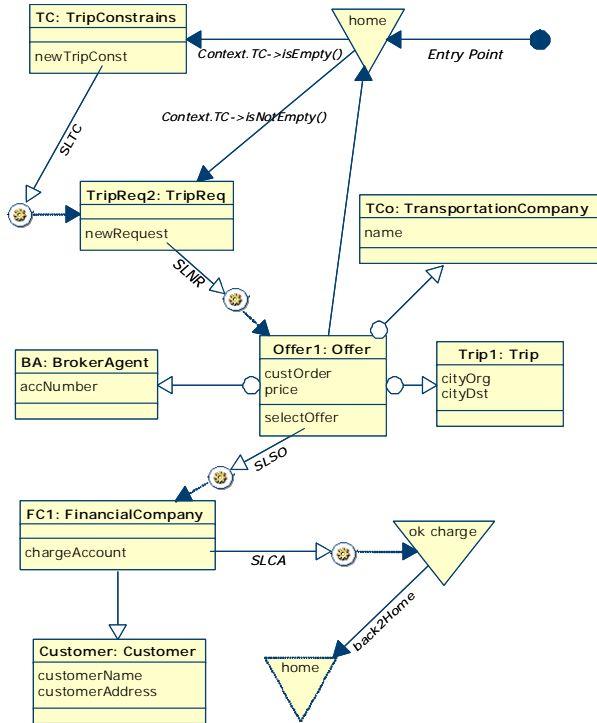 TC: TripConstrains
newTripConst
home
Entry Point
Context.TC->isEmpty()
Context.TC->isNotEmpty()
SLTC
TripReq2: TripReq
newRequest
TCo: TransportationCompany
name
SLNR
Offer1: Offer
custOrder
price
selectOffer
BA: BrokerAgent
accNumber
Trip1: Trip
cityOrg
cityDst
SLSO
FC1: FinancialCompany
chargeAccount
SLCA
ok charge
back2Home
Customer: Customer
customerName
customerAddress
home